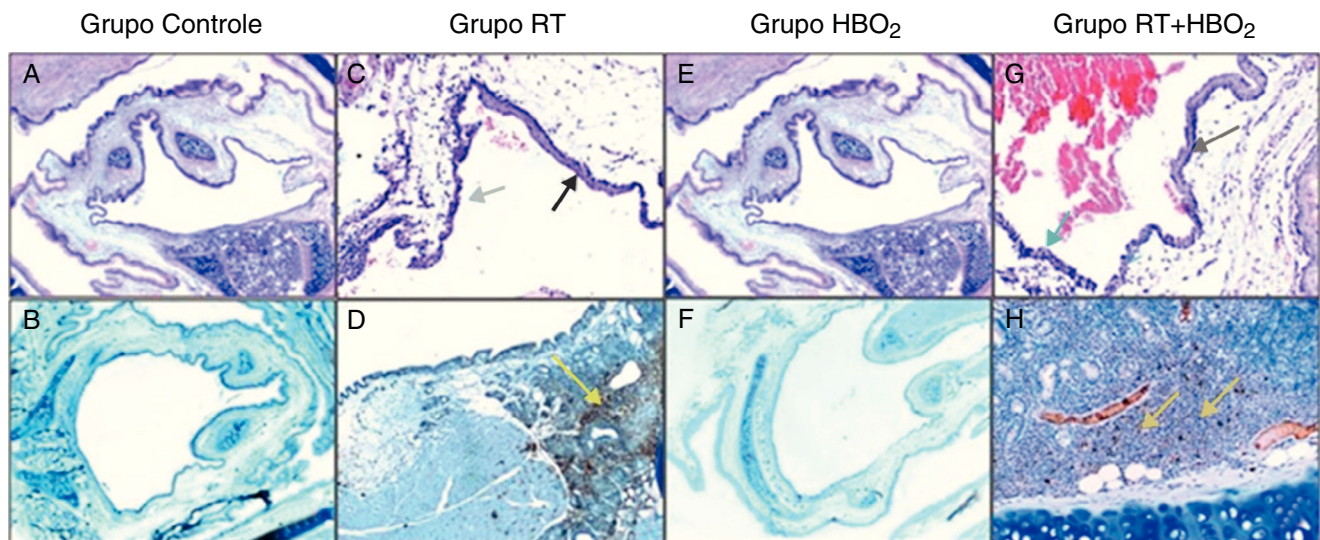 Grupo Controle Grupo RT Grupo HBO₂ Grupo RT+HBO₂
A C E G
B D F H